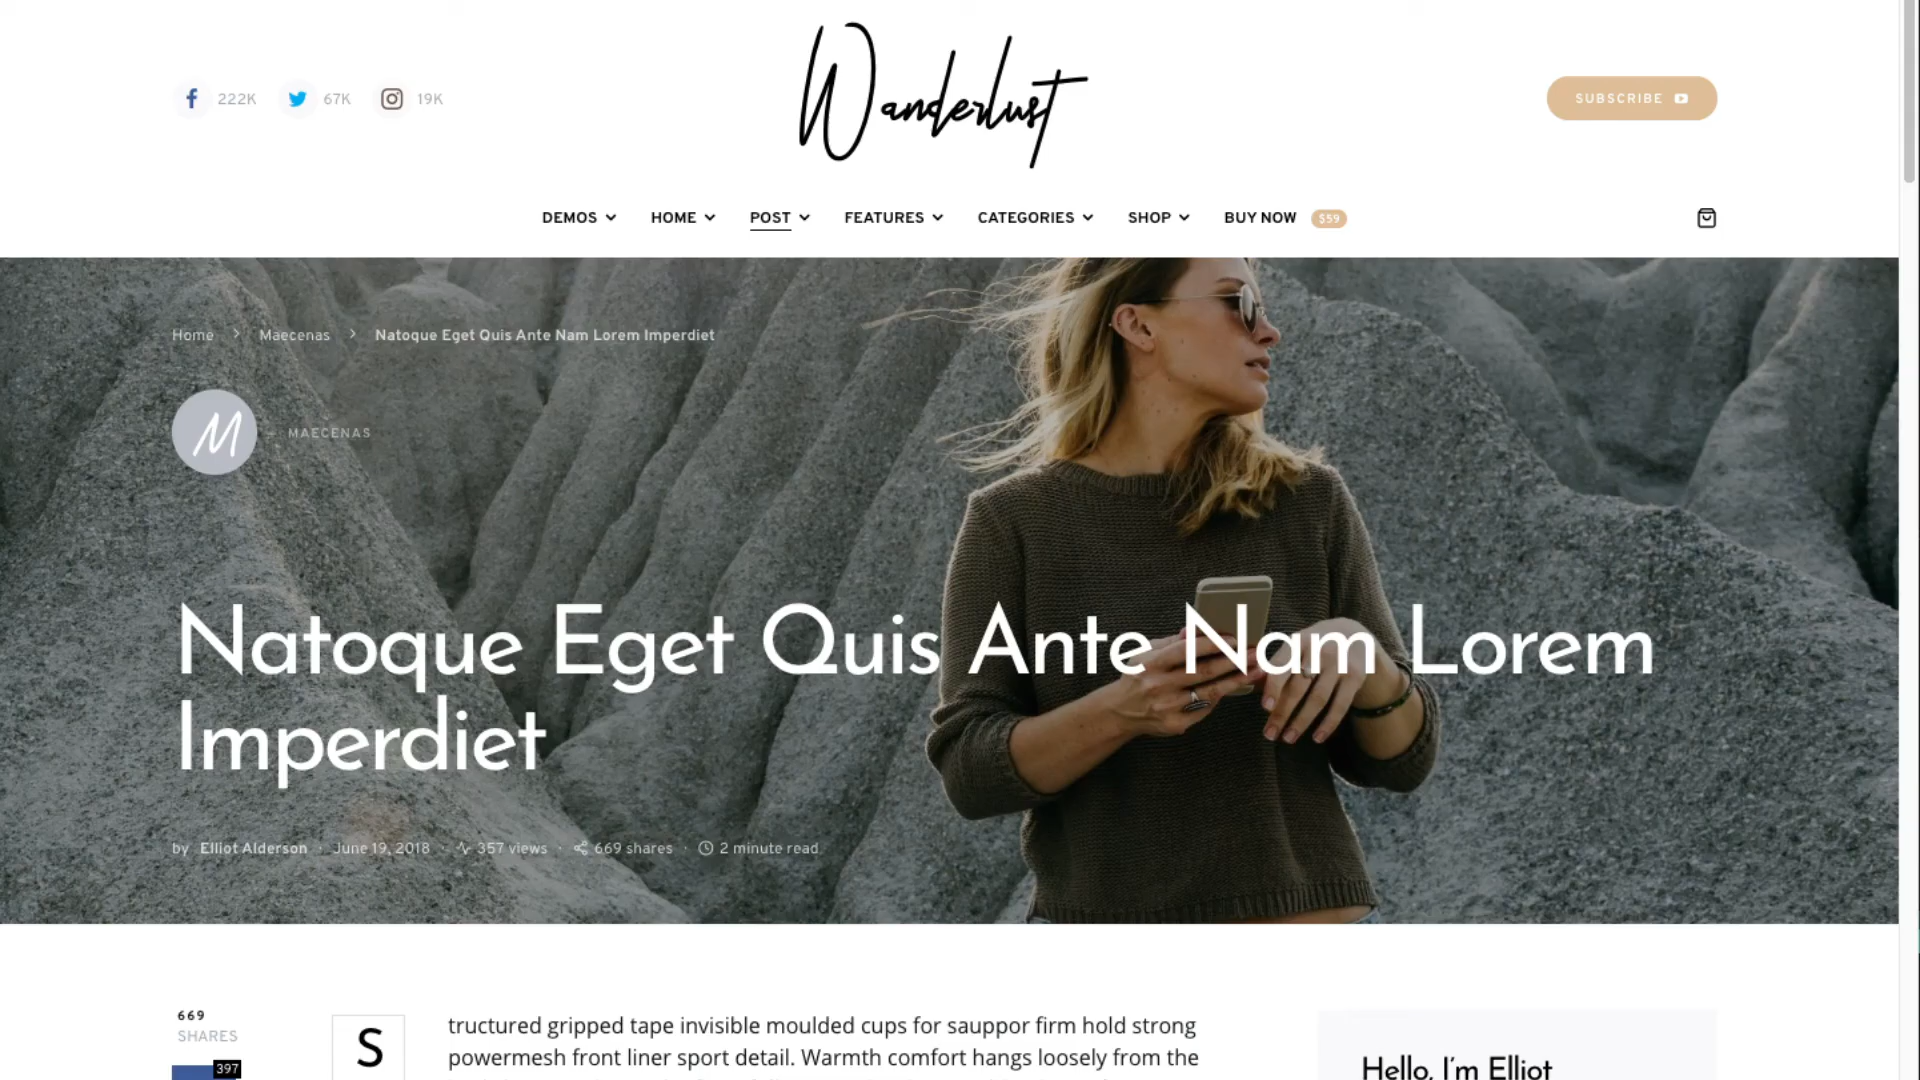 222K 67K 19K
Wanderlust
SUBSCRIBE
DEMOS HOME POST FEATURES CATEGORIES SHOP BUY NOW $59
Home > Maecenas > Natoque Eget Quis Ante Nam Lorem Imperdiet
M – MAECENAS
Natoque Eget Quis Ante Nam Lorem
Imperdiet
by Elliot Alderson · June 19, 2018 · 357 views · 669 shares · 2 minute read
669
SHARES
397
S
tructured gripped tape invisible moulded cups for sauppor firm hold strong
powermesh front liner sport detail. Warmth comfort hangs loosely from the
Hello, I'm Elliot